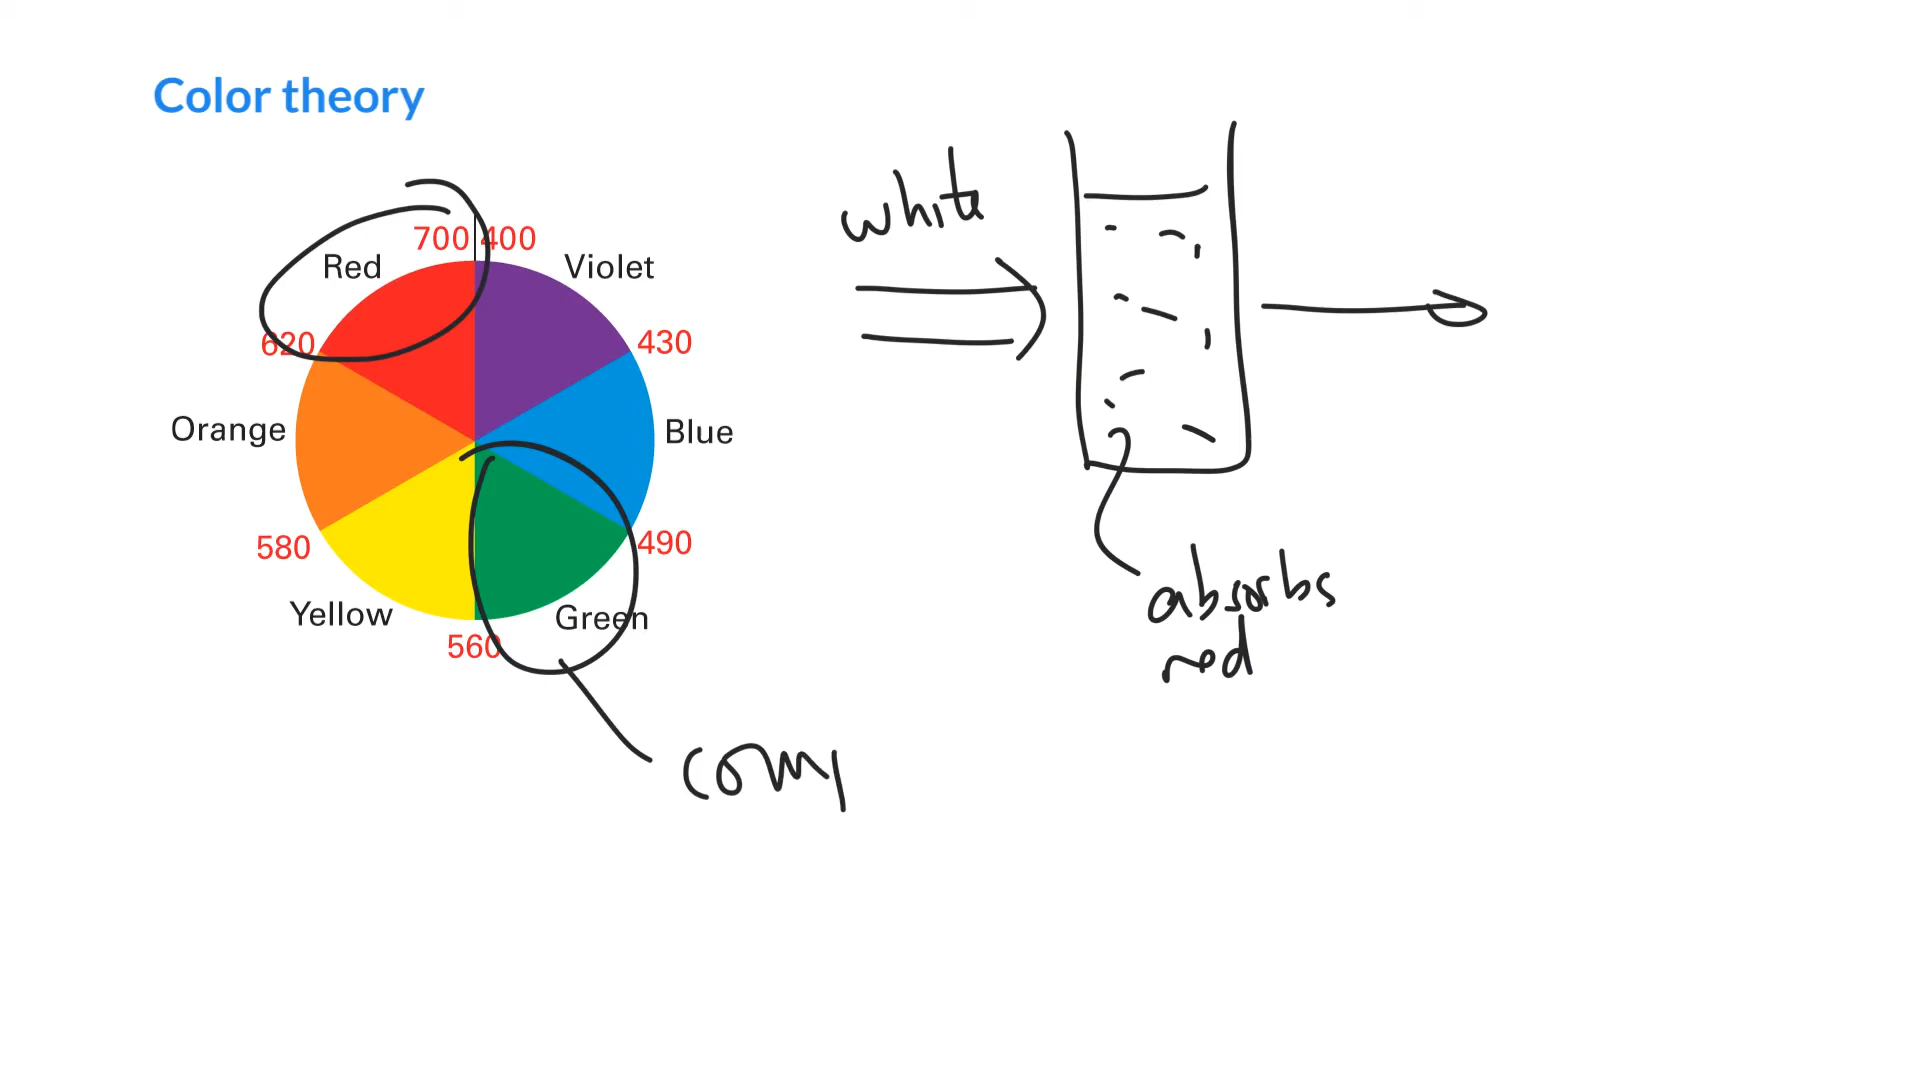 Color theory
white
700 400
Red
Violet
620
430
Orange
Blue
580
490
Yellow
Green
560
absorbs
red
comp